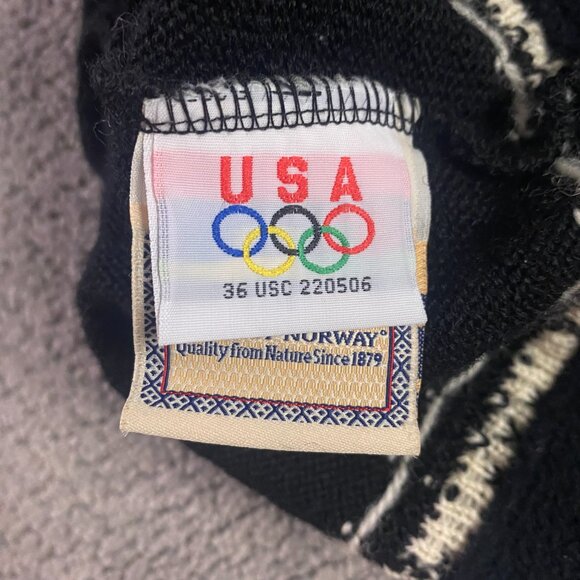 USA
36 USC 220506
NORWAY®
Quality from Nature Since 1879